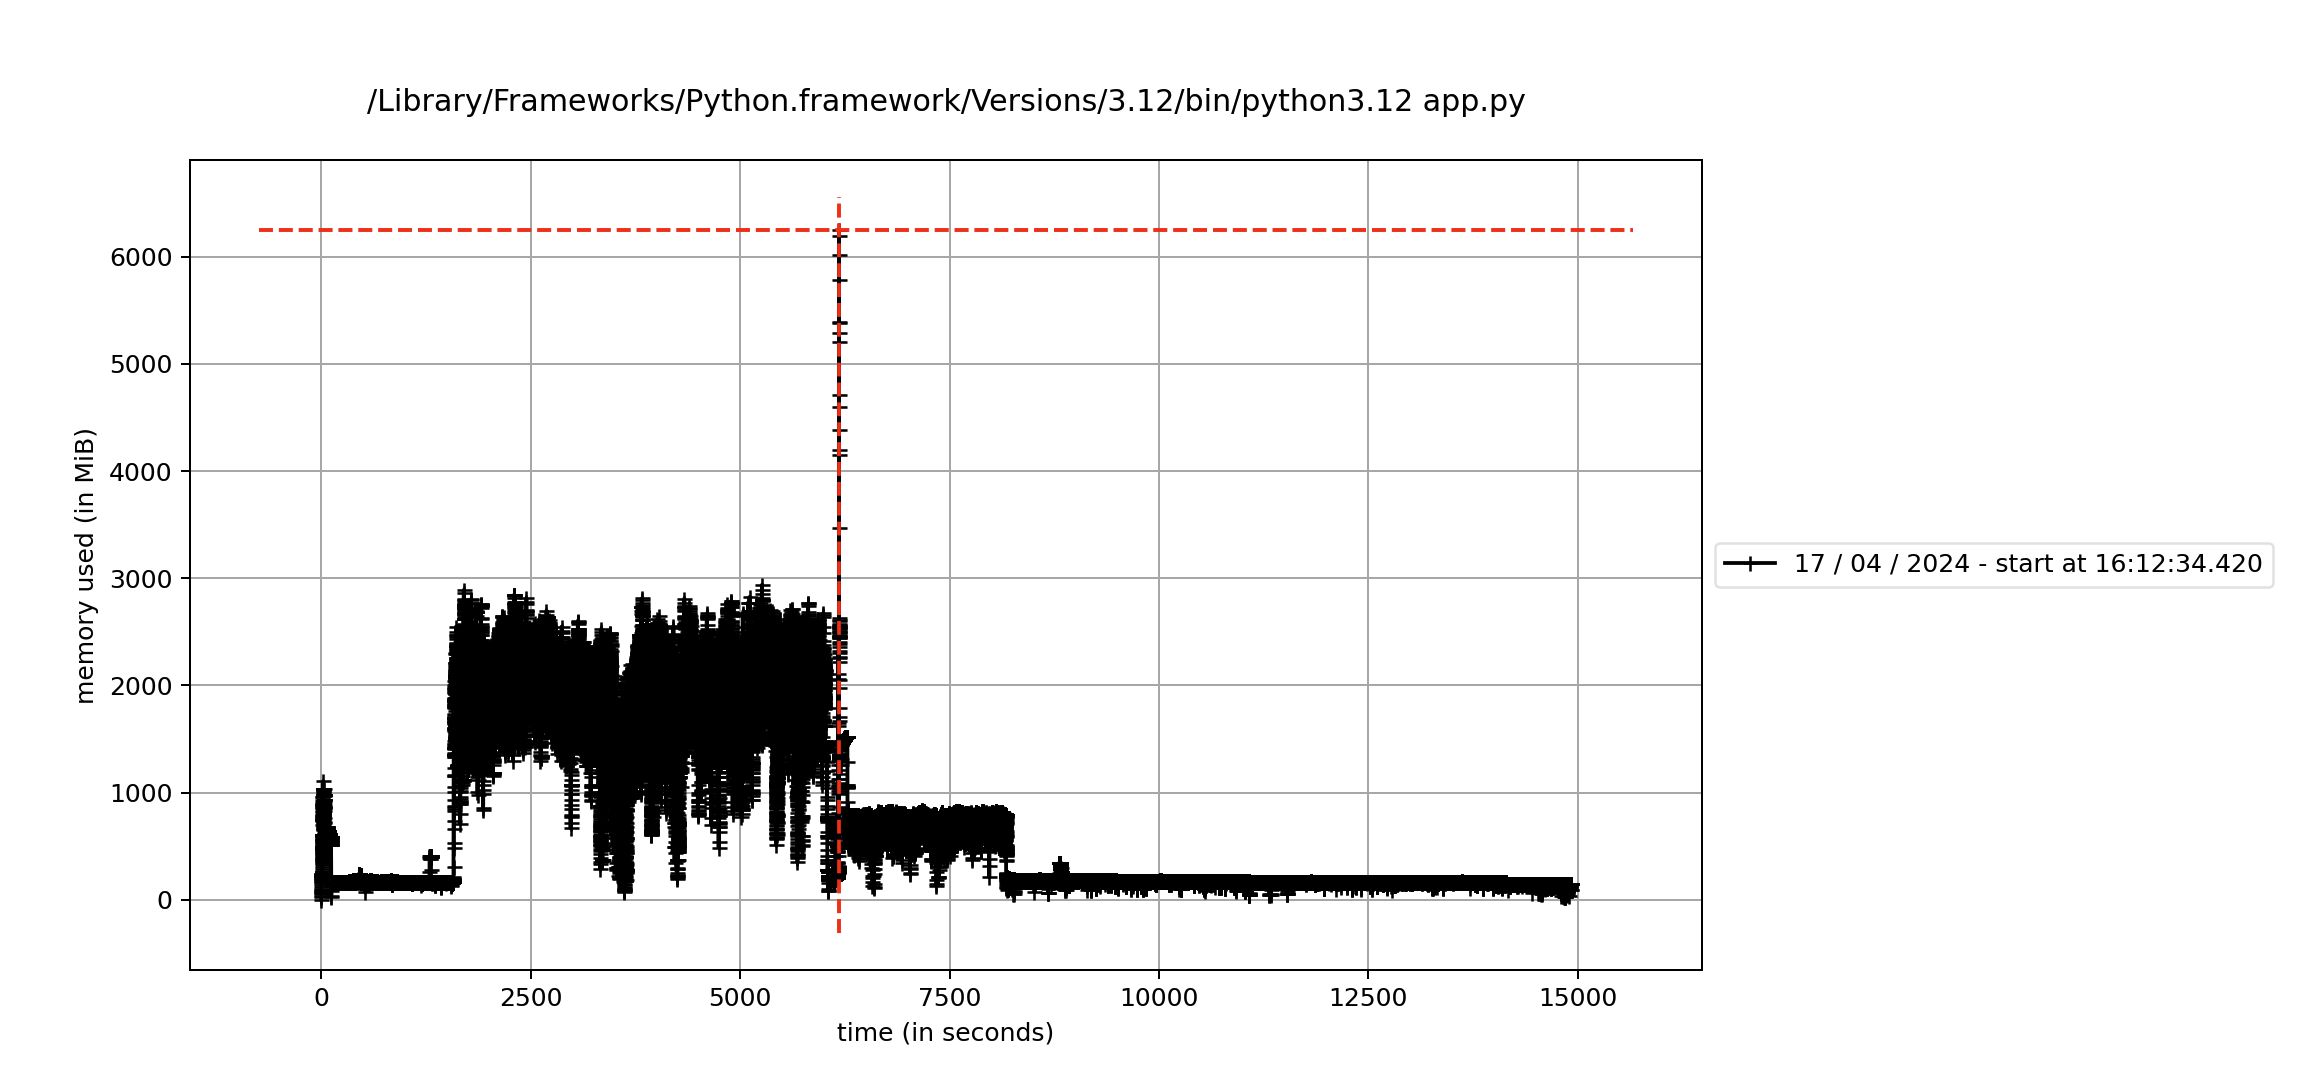 /Library/Frameworks/Python.framework/Versions/3.12/bin/python3.12 app.py
memory used (in MiB)
6000
5000
4000
3000
2000
1000
0
17 / 04 / 2024 - start at 16:12:34.420
0 2500 5000 7500 10000 12500 15000
time (in seconds)